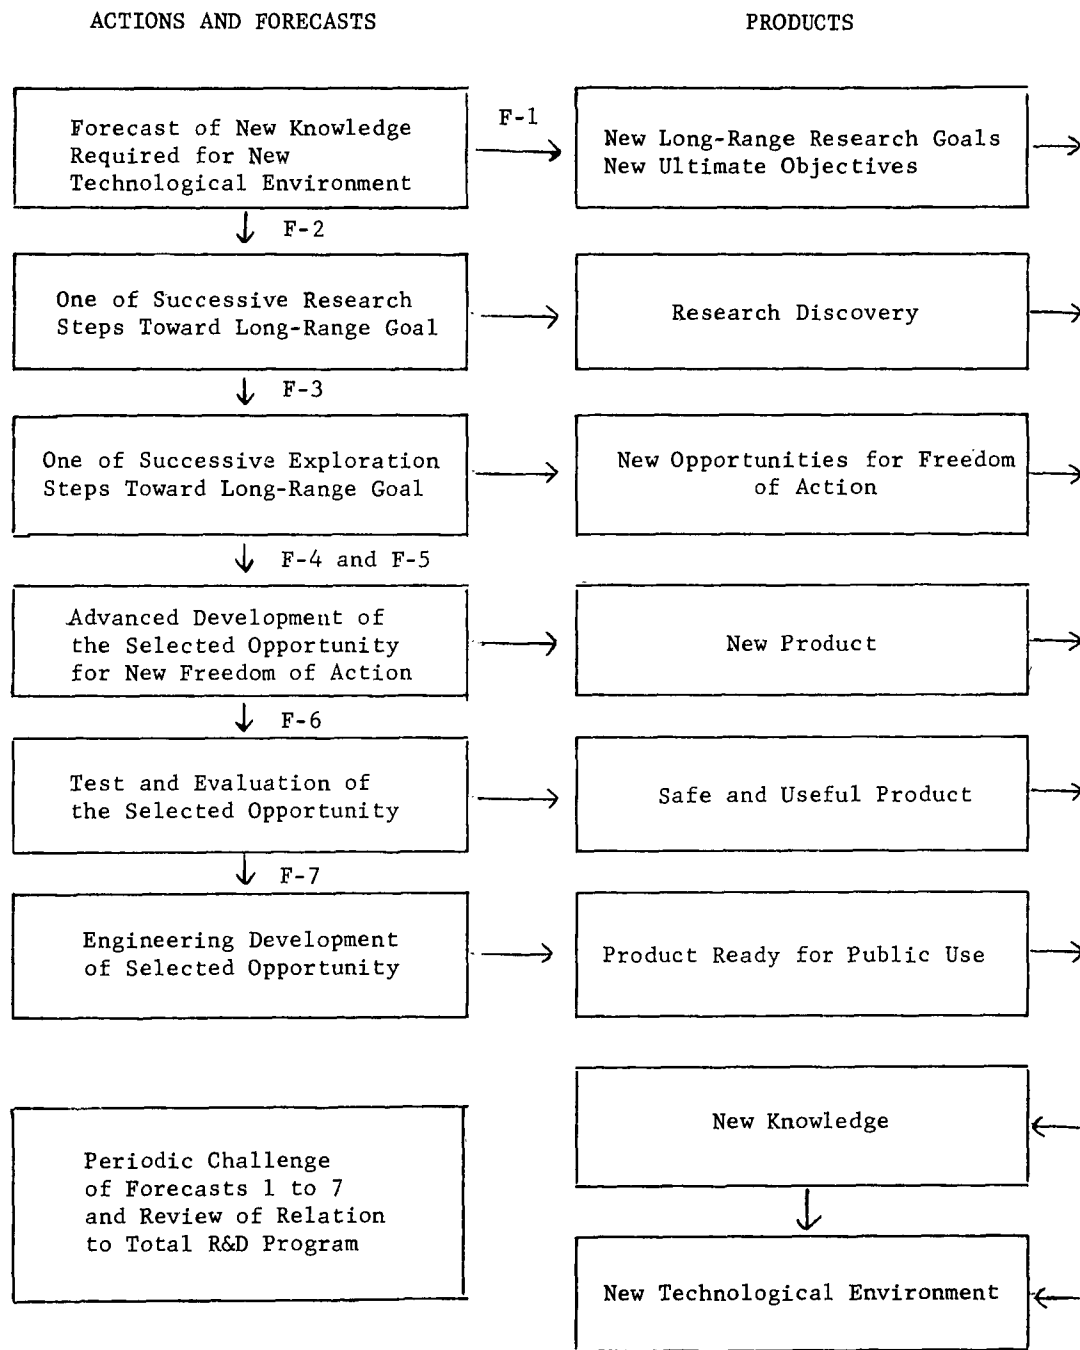 ACTIONS AND FORECASTS
PRODUCTS
Forecast of New Knowledge
Required for New
Technological Environment
F-1
New Long-Range Research Goals
New Ultimate Objectives
F-2
One of Successive Research
Steps Toward Long-Range Goal
Research Discovery
F-3
One of Successive Exploration
Steps Toward Long-Range Goal
New Opportunities for Freedom
of Action
F-4 and F-5
Advanced Development of
the Selected Opportunity
for New Freedom of Action
New Product
F-6
Test and Evaluation of
the Selected Opportunity
Safe and Useful Product
F-7
Engineering Development
of Selected Opportunity
Product Ready for Public Use
Periodic Challenge
of Forecasts 1 to 7
and Review of Relation
to Total R&D Program
New Knowledge
New Technological Environment